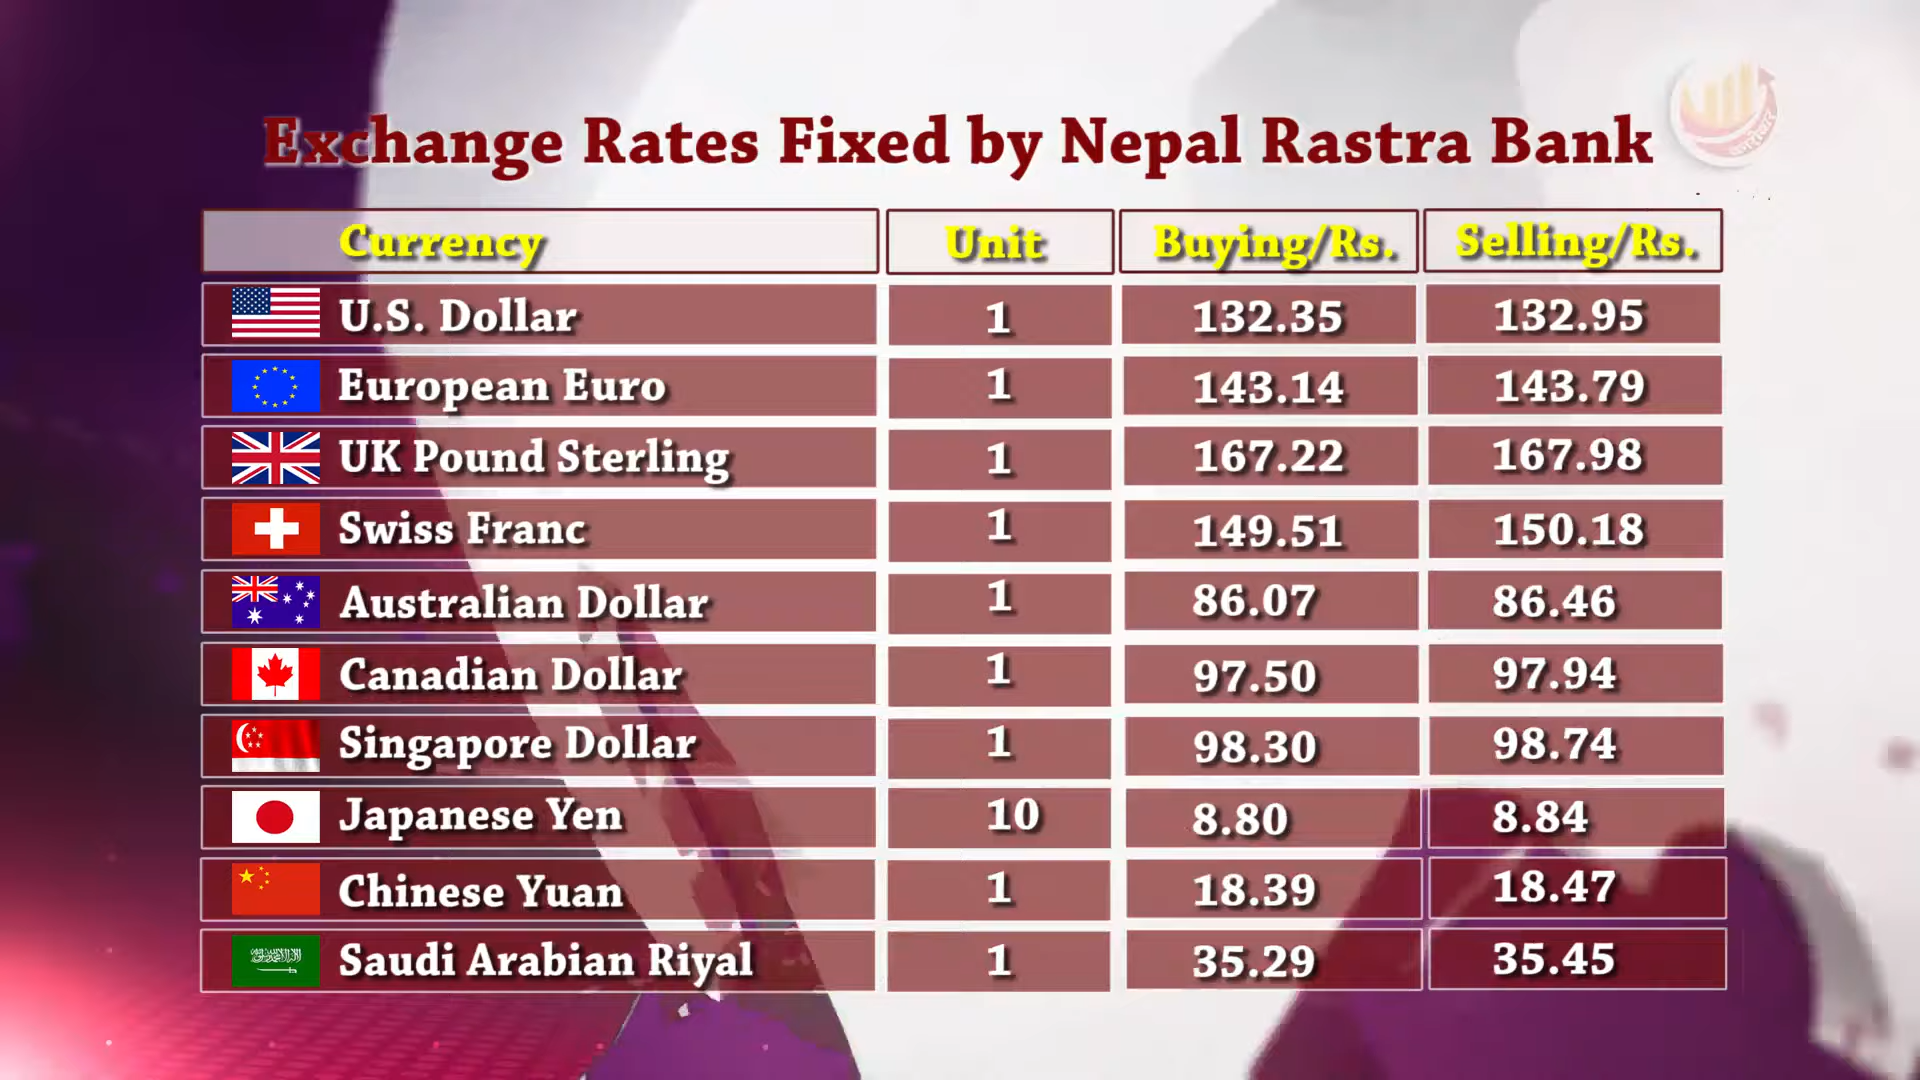 Exchange Rates Fixed by Nepal Rastra Bank
Currency Unit Buying/Rs. Selling/Rs.
U.S. Dollar 1 132.35 132.95
European Euro 1 143.14 143.79
UK Pound Sterling 1 167.22 167.98
Swiss Franc 1 149.51 150.18
Australian Dollar 1 86.07 86.46
Canadian Dollar 1 97.50 97.94
Singapore Dollar 1 98.30 98.74
Japanese Yen 10 8.80 8.84
Chinese Yuan 1 18.39 18.47
Saudi Arabian Riyal 1 35.29 35.45